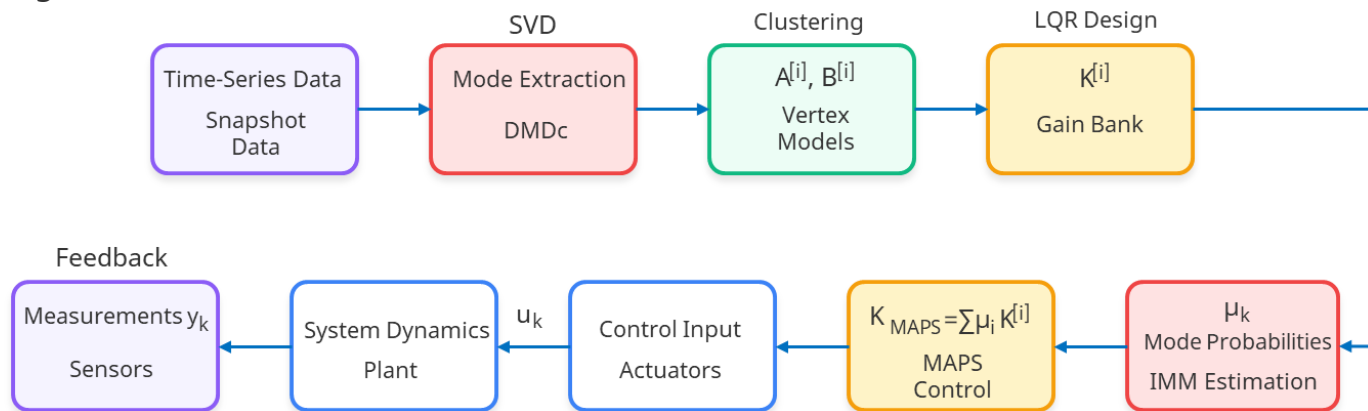 SVD
Clustering
LQR Design
Time-Series Data
Snapshot
Data
Mode Extraction
DMDc
A[i], B[i]
Vertex
Models
K[i]
Gain Bank
Feedback
Measurements yk
Sensors
System Dynamics
Plant
uk
Control Input
Actuators
K MAPS=∑μi K[i]
MAPS
Control
μk
Mode Probabilities
IMM Estimation